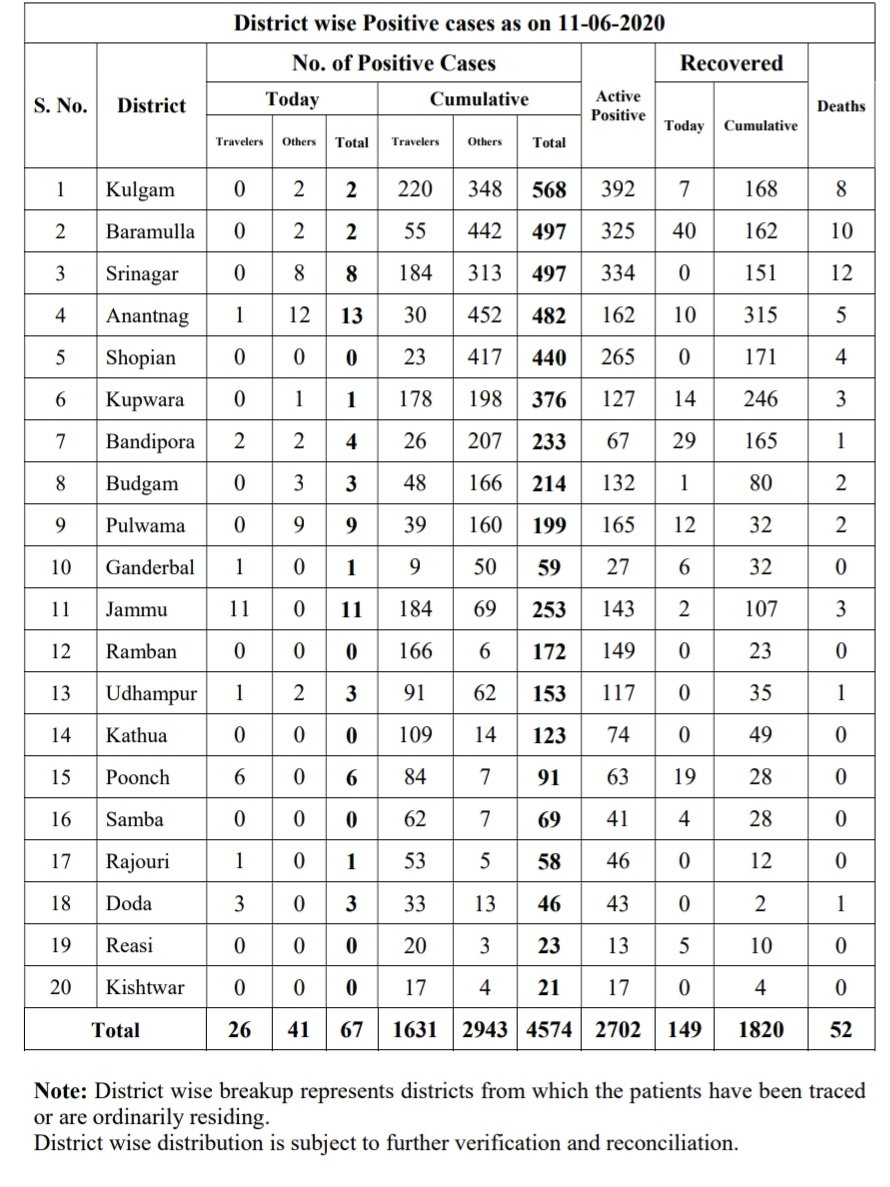 District wise Positive cases as on 11-06-2020
S. No. District No. of Positive Cases Active Positive Recovered Deaths
Today Cumulative Today Cumulative
Travelers Others Total Travelers Others Total
1 Kulgam 0 2 2 220 348 568 392 7 168 8
2 Baramulla 0 2 2 55 442 497 325 40 162 10
3 Srinagar 0 8 8 184 313 497 334 0 151 12
4 Anantnag 1 12 13 30 452 482 162 10 315 5
5 Shopian 0 0 0 23 417 440 265 0 171 4
6 Kupwara 0 1 1 178 198 376 127 14 246 3
7 Bandipora 2 2 4 26 207 233 67 29 165 1
8 Budgam 0 3 3 48 166 214 132 1 80 2
9 Pulwama 0 9 9 39 160 199 165 12 32 2
10 Ganderbal 1 0 1 9 50 59 27 6 32 0
11 Jammu 11 0 11 184 69 253 143 2 107 3
12 Ramban 0 0 0 166 6 172 149 0 23 0
13 Udhampur 1 2 3 91 62 153 117 0 35 1
14 Kathua 0 0 0 109 14 123 74 0 49 0
15 Poonch 6 0 6 84 7 91 63 19 28 0
16 Samba 0 0 0 62 7 69 41 4 28 0
17 Rajouri 1 0 1 53 5 58 46 0 12 0
18 Doda 3 0 3 33 13 46 43 0 2 1
19 Reasi 0 0 0 20 3 23 13 5 10 0
20 Kishtwar 0 0 0 17 4 21 17 0 4 0
Total 26 41 67 1631 2943 4574 2702 149 1820 52
Note: District wise breakup represents districts from which the patients have been traced
or are ordinarily residing.
District wise distribution is subject to further verification and reconciliation.